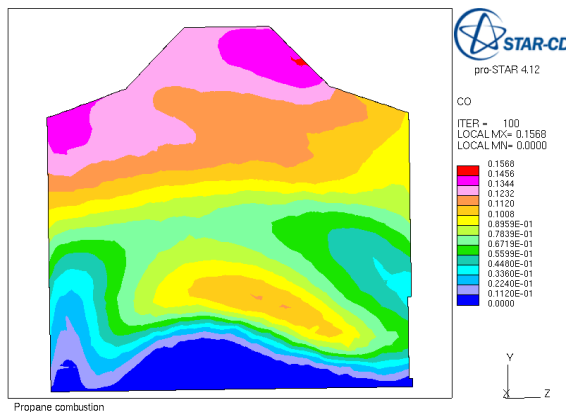 STAR-CD
pro-STAR 4.12
CO
ITER = 100
LOCAL MX= 0.1568
LOCAL MN= 0.0000
0.1568
0.1456
0.1344
0.1232
0.1120
0.1008
0.8959E-01
0.7839E-01
0.6719E-01
0.5599E-01
0.4480E-01
0.3360E-01
0.2240E-01
0.1120E-01
0.0000
Y
X Z
Propane combustion